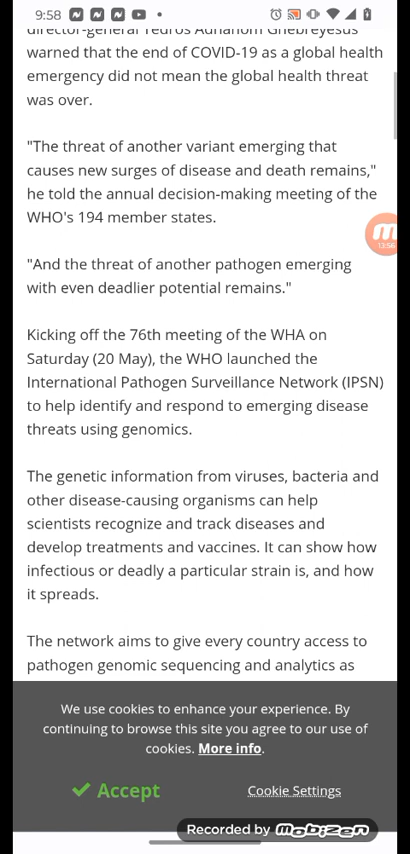 9:58
director-general Tedros Adhanom Ghebreyesus
warned that the end of COVID-19 as a global health
emergency did not mean the global health threat
was over.
"The threat of another variant emerging that
causes new surges of disease and death remains,"
he told the annual decision-making meeting of the
WHO's 194 member states.
"And the threat of another pathogen emerging
with even deadlier potential remains."
Kicking off the 76th meeting of the WHA on
Saturday (20 May), the WHO launched the
International Pathogen Surveillance Network (IPSN)
to help identify and respond to emerging disease
threats using genomics.
The genetic information from viruses, bacteria and
other disease-causing organisms can help
scientists recognize and track diseases and
develop treatments and vaccines. It can show how
infectious or deadly a particular strain is, and how
it spreads.
The network aims to give every country access to
pathogen genomic sequencing and analytics as
13:56
We use cookies to enhance your experience. By
continuing to browse this site you agree to our use of
cookies. More info.
Accept
Cookie Settings
Recorded by mobizen